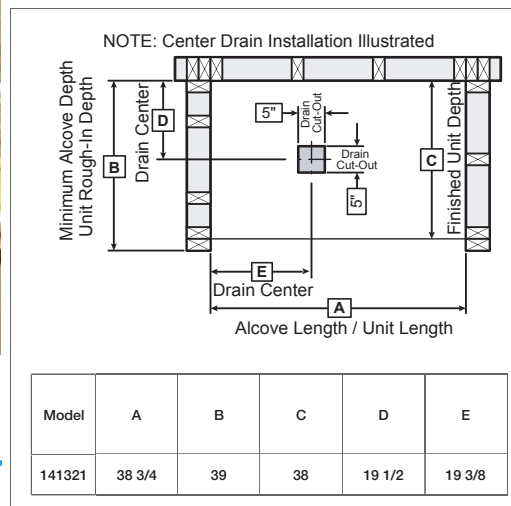 NOTE: Center Drain Installation Illustrated
Minimum Alcove Depth
Unit Rough-In Depth
B
Drain Center
D
5"
Drain
Cut-Out
Drain
Cut-Out
5"
C
Finished Unit Depth
E
Drain Center
A
Alcove Length / Unit Length
Model A B C D E
141321 38 3/4 39 38 19 1/2 19 3/8